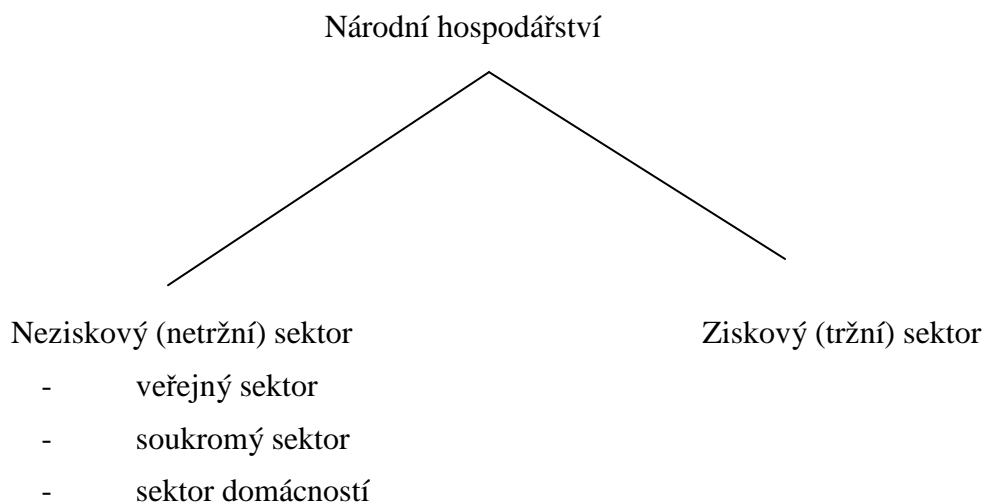 Národní hospodářství
Neziskový (netržní) sektor
Ziskový (tržní) sektor
- veřejný sektor
- soukromý sektor
- sektor domácností